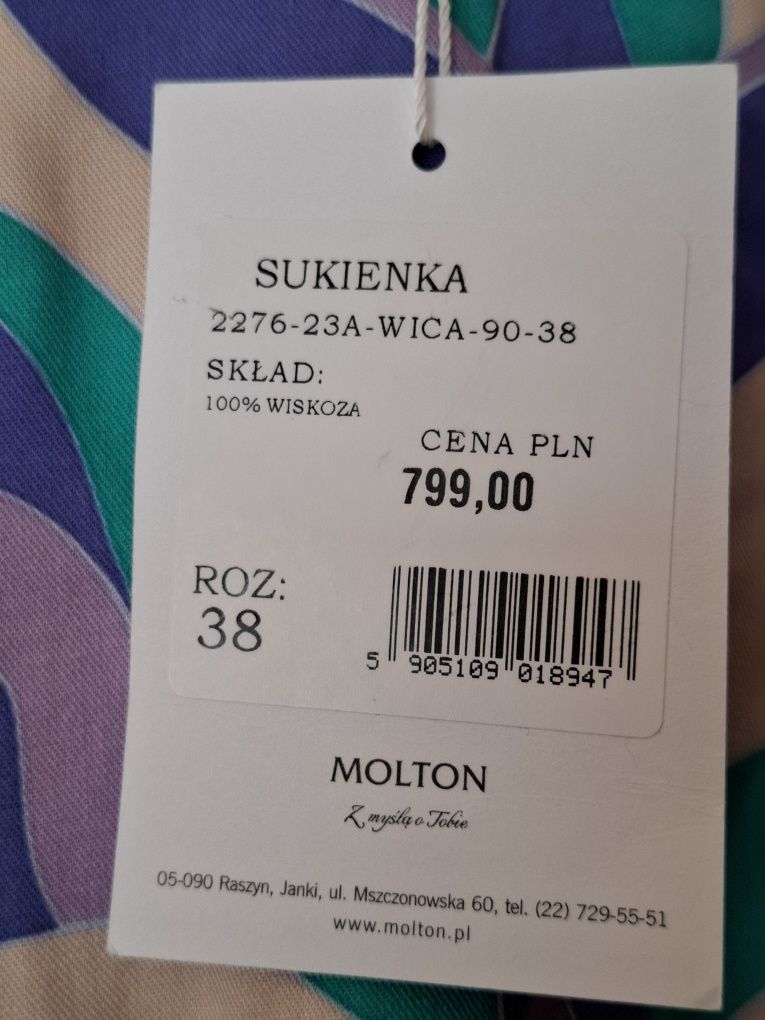 SUKIENKA
2276-23A-WICA-90-38
SKŁAD:
100% WISKOZA
CENA PLN
799,00
ROZ:
38
5 905109 018947
MOLTON
Z myślą o Tobie
05-090 Raszyn, Janki, ul. Mszczonowska 60, tel. (22) 729-55-51
www.molton.pl